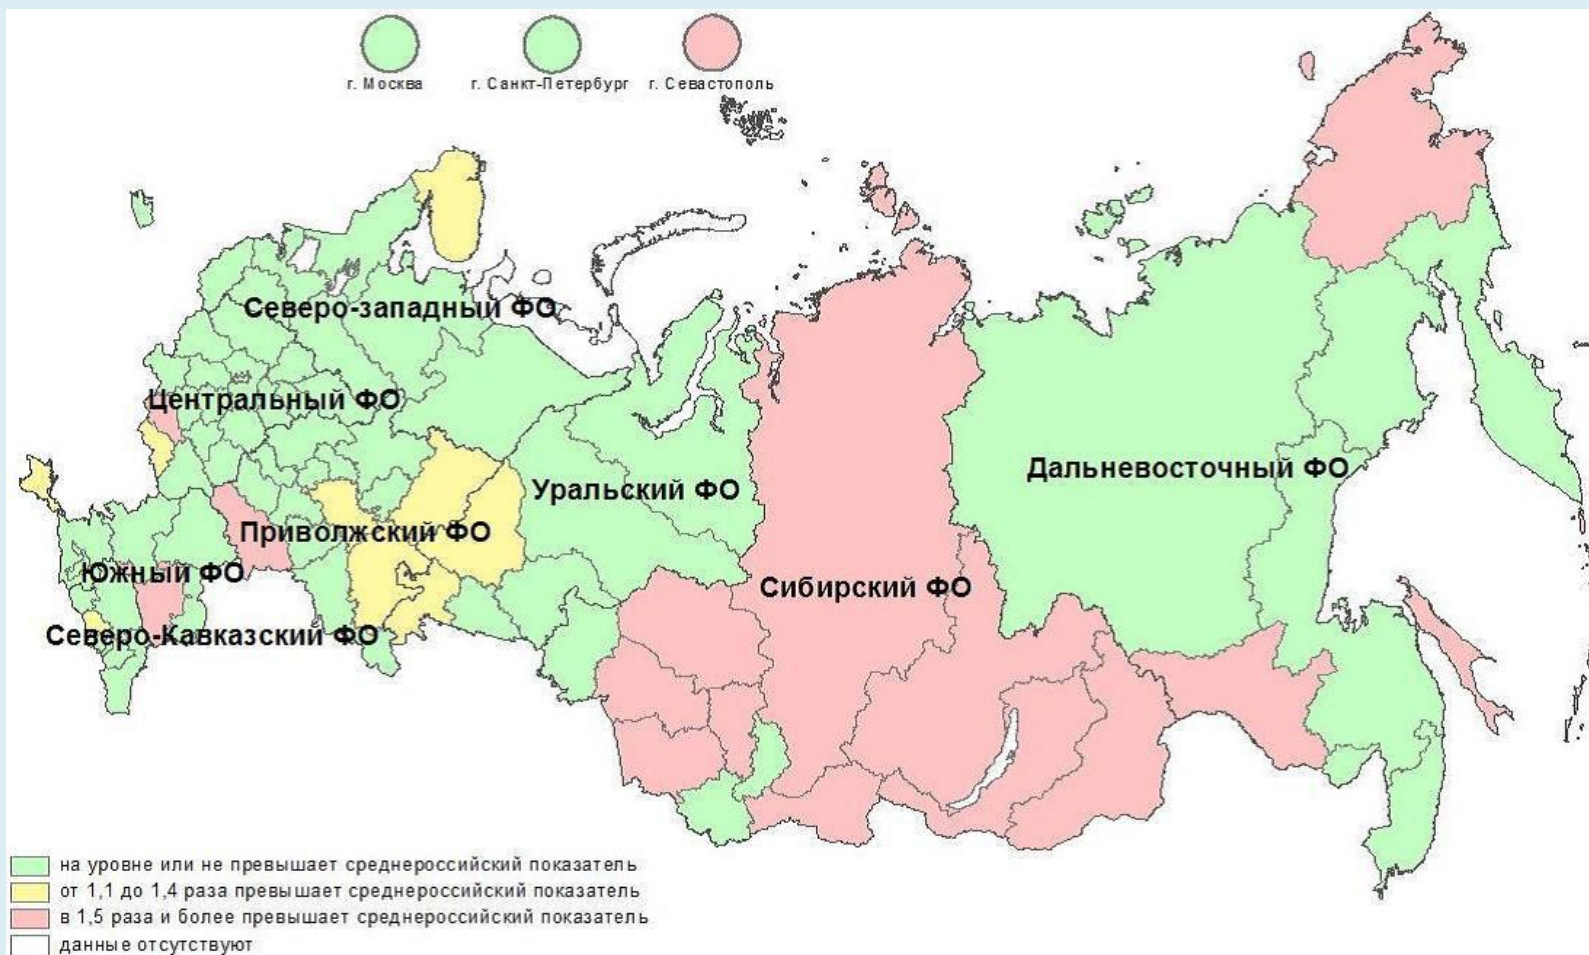 г. Москва
г. Санкт-Петербург
г. Севастополь
Северо-западный ФО
Центральный ФО
Дальневосточный ФО
Уральский ФО
Приволжский ФО
Южный ФО
Сибирский ФО
Северо-Кавказский ФО
на уровне или не превышает среднероссийский показатель
от 1,1 до 1,4 раза превышает среднероссийский показатель
в 1,5 раза и более превышает среднероссийский показатель
данные отсутствуют